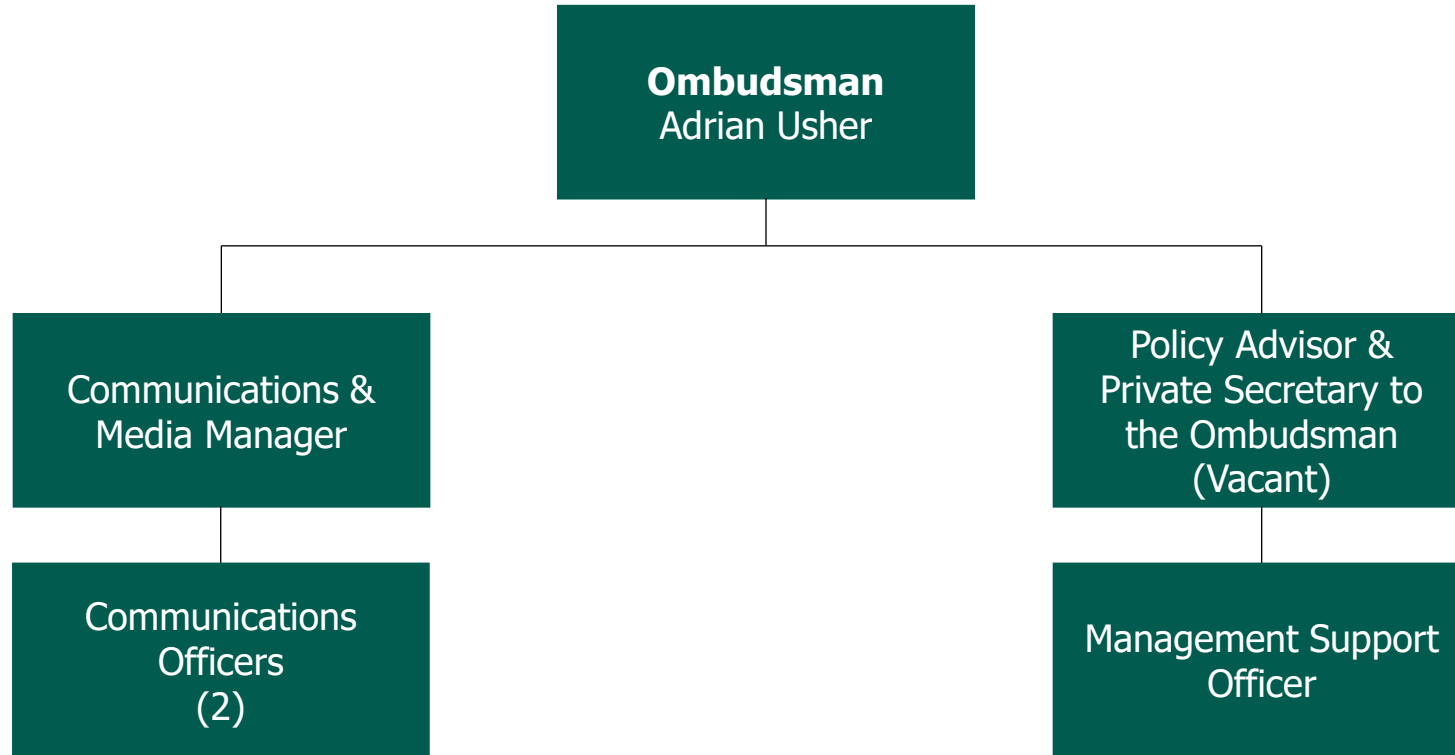 Ombudsman
Adrian Usher
Communications &
Media Manager
Policy Advisor &
Private Secretary to
the Ombudsman
(Vacant)
Communications
Officers
(2)
Management Support
Officer